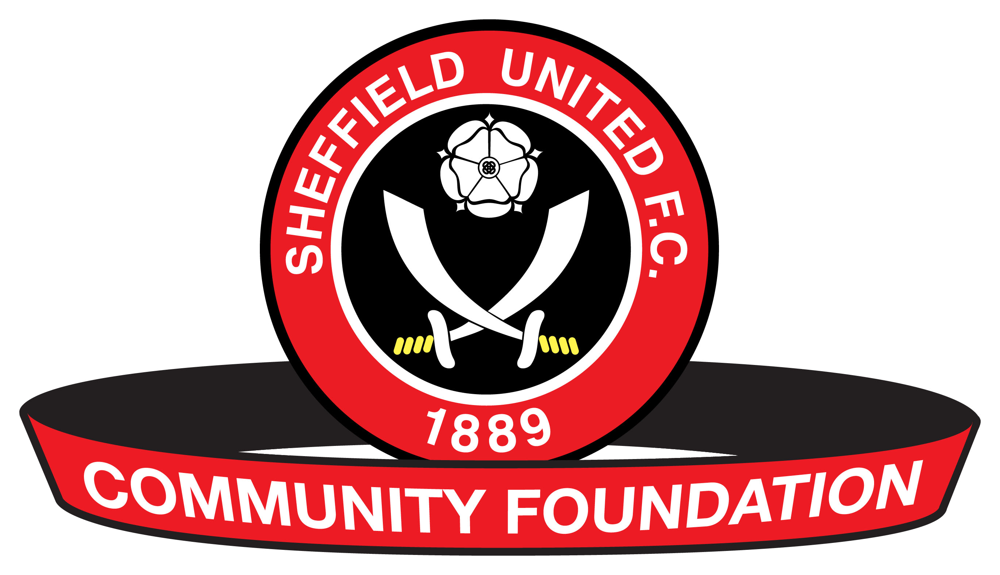 SHEFFIELD UNITED F.C.
1889
COMMUNITY FOUNDATION